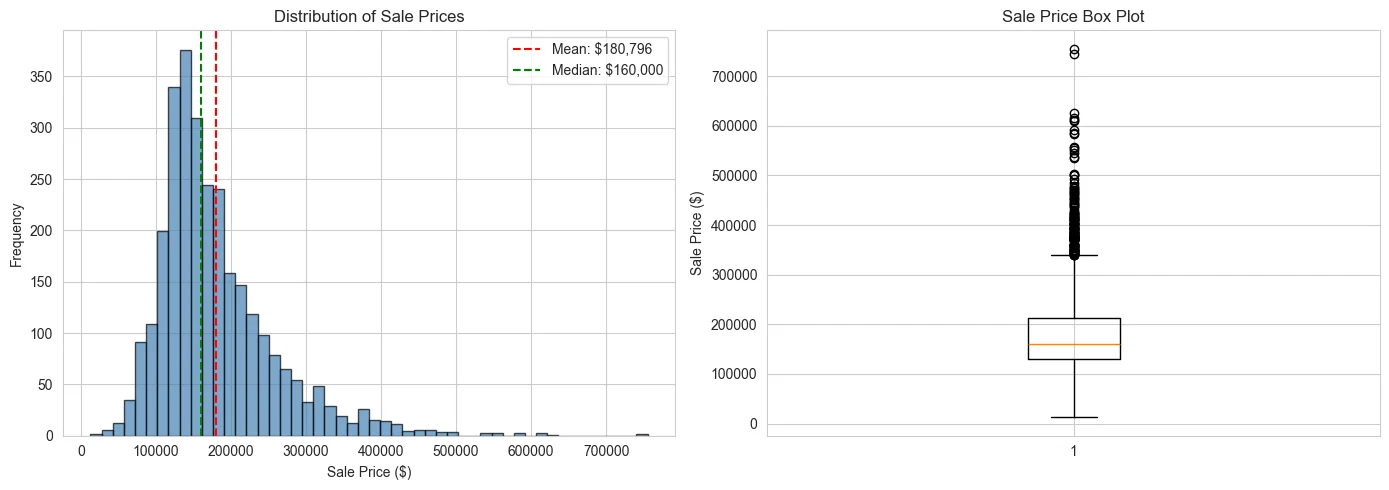 Distribution of Sale Prices
Mean: $180,796
Median: $160,000
350
300
250
200
150
100
50
0
Frequency
0 100000 200000 300000 400000 500000 600000 700000
Sale Price ($)
Sale Price Box Plot
700000
600000
500000
400000
300000
200000
100000
0
Sale Price ($)
1